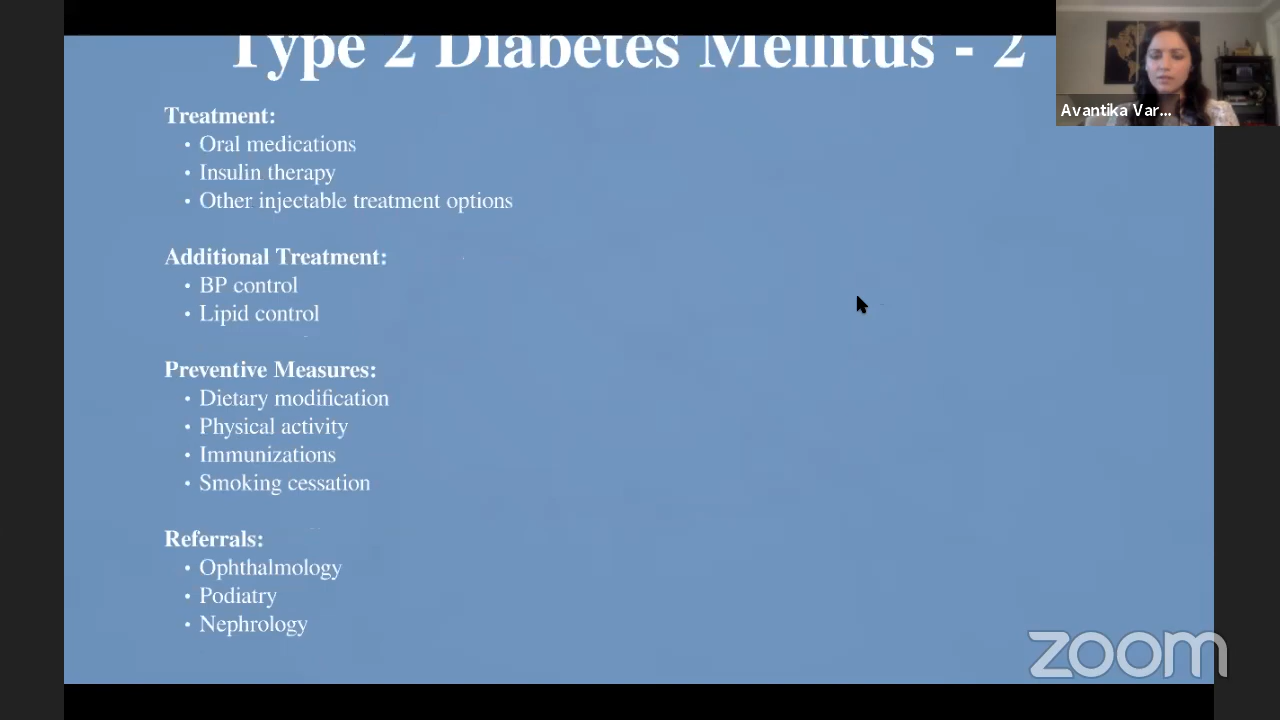 Type 2 Diabetes Mellitus - 2
Avantika Var...
Treatment:
• Oral medications
• Insulin therapy
• Other injectable treatment options
Additional Treatment:
• BP control
• Lipid control
Preventive Measures:
• Dietary modification
• Physical activity
• Immunizations
• Smoking cessation
Referrals:
• Ophthalmology
• Podiatry
• Nephrology
zoom